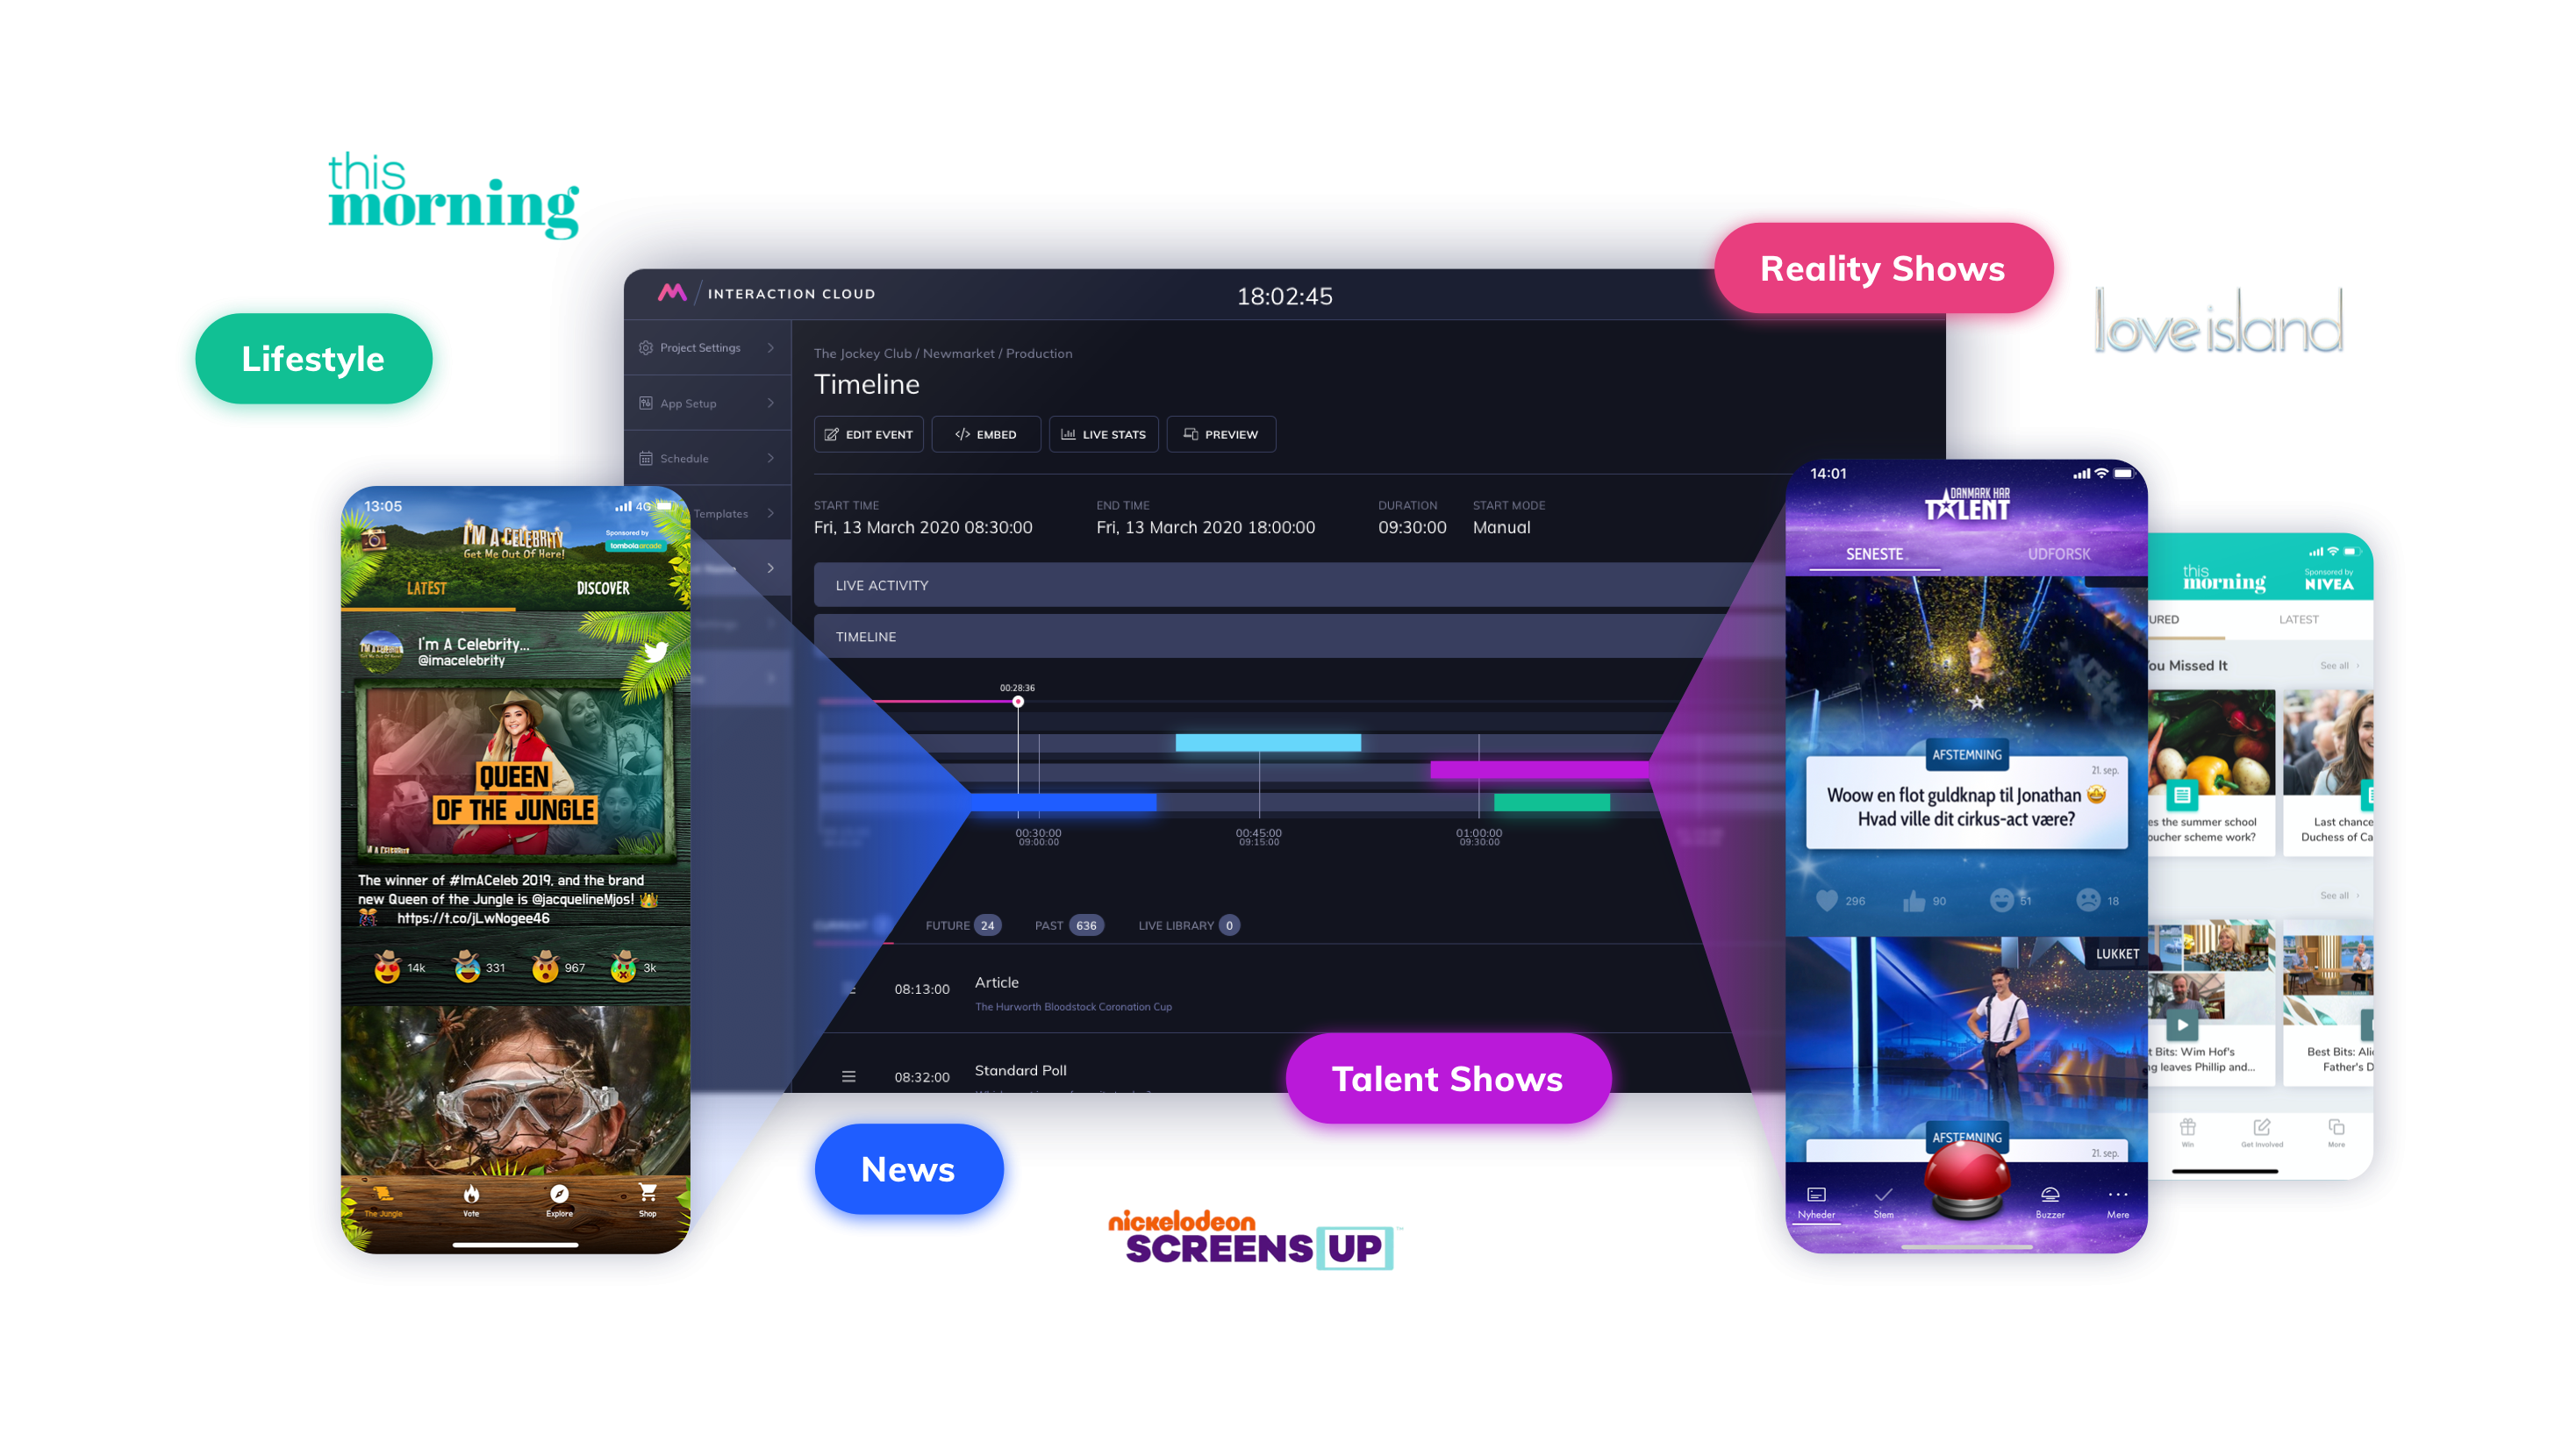 this
morning
Lifestyle
Reality Shows
love island
INTERACTION CLOUD
18:02:45
Project Settings
App Setup
Schedule
Templates
The Jockey Club / Newmarket / Production
Timeline
EDIT EVENT
EMBED
LIVE STATS
PREVIEW
START TIME
Fri, 13 March 2020 08:30:00
END TIME
Fri, 13 March 2020 18:00:00
DURATION
09:30:00
START MODE
Manual
LIVE ACTIVITY
TIMELINE
00:28:36
00:30:00
09:00:00
00:45:00
09:15:00
01:00:00
09:30:00
CURRENT
FUTURE 24
PAST 636
LIVE LIBRARY 0
08:13:00
Article
The Hurworth Bloodstock Coronation Cup
08:32:00
Standard Poll
Talent Shows
News
nickelodeon
SCREENS UP
13:05
4G
I'M A CELEBRITY
Get Me Out Of Here!
Sponsored by
tombola arcade
LATEST
DISCOVER
I'm A Celebrity...
@imacelebrity
QUEEN
OF THE JUNGLE
The winner of #ImACeleb 2019, and the brand
new Queen of the Jungle is @jacquelineMjos! 👑
🎊 https://t.co/jLwNogee46
14k
331
967
3k
The Jungle
Vote
Explore
Shop
14:01
DANMARK HAR
TALENT
SENESTE
UDFORSK
AFSTEMNING
21. sep.
Woow en flot guldknap til Jonathan 🤩
Hvad ville dit cirkus-act være?
296
90
51
18
LUKKET
AFSTEMNING
21. sep.
Nyheder
Stem
Buzzer
Mere
this
morning
Sponsored by
NIVEA
URED
LATEST
ou Missed It
See all
es the summer school
oucher scheme work?
Last chance
Duchess of Ca
See all
t Bits: Wim Hof's
ng leaves Phillip and...
Best Bits: Ali
Father's D
Win
Get Involved
More